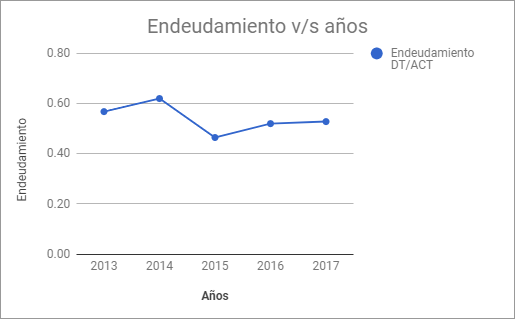 Endeudamiento v/s años
0.80
0.60
0.40
0.20
0.00
Endeudamiento
2013 2014 2015 2016 2017
Años
Endeudamiento
DT/ACT